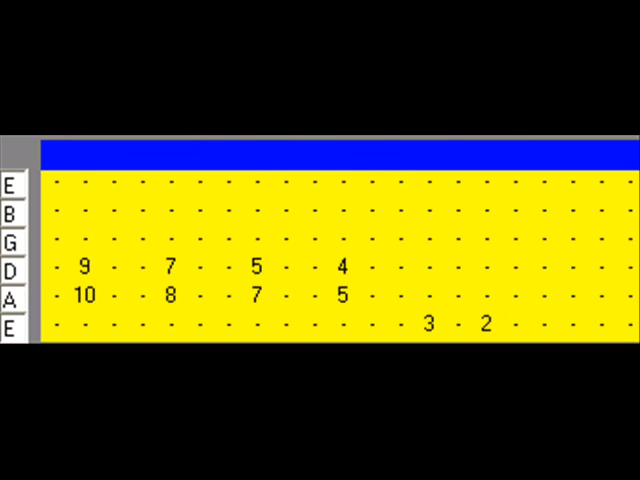 E - - - - - - - - - - - - - - - - - - - - -
B - - - - - - - - - - - - - - - - - - - - -
G - - - - - - - - - - - - - - - - - - - - -
D - 9 - - 7 - - 5 - - 4 - - - - - - - - - -
A - 10 - - 8 - - 7 - - 5 - - - - - - - - - -
E - - - - - - - - - - - - - 3 - 2 - - - - -